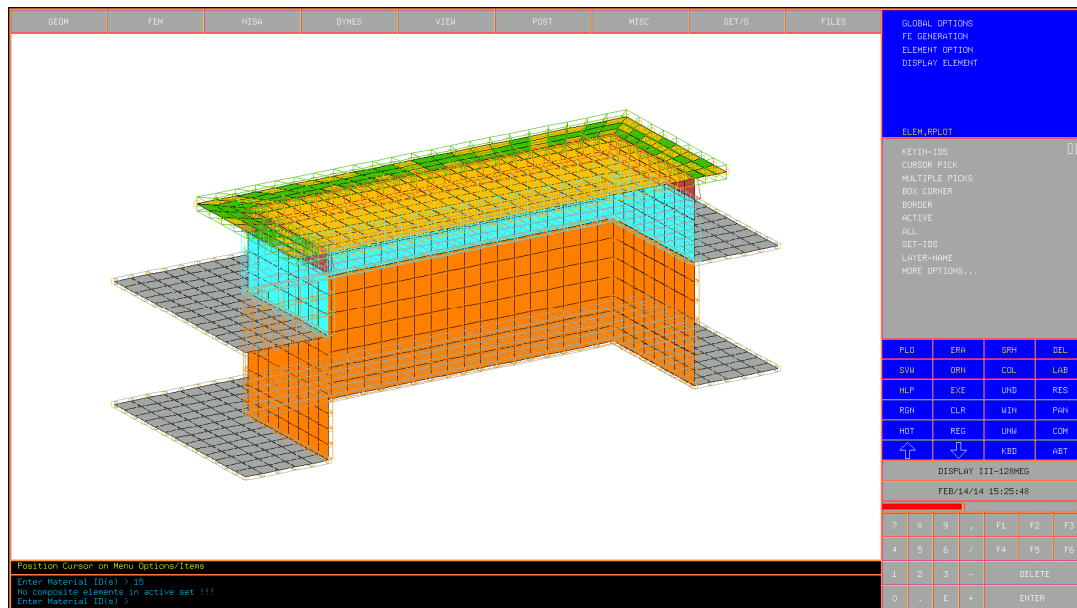 GEOM FEM NISA DYMES VIEW POST MISC SET/S FILES
GLOBAL OPTIONS
FE GENERATION
ELEMENT OPTION
DISPLAY ELEMENT
ELEM,RPLOT
KEYIN-IDS
CURSOR PICK
MULTIPLE PICKS
BOX CORNER
BORDER
ACTIVE
ALL
SET-IDS
LAYER-NAME
MORE OPTIONS...
PLO ERA SRH DEL
SVW DRN COL LAB
HLP EXE UND RES
RGN CLR WIN PAN
HDT REG UNW COM
KBD ABT
DISPLAY III-128MEG
FEB/14/14 15:25:48
7 8 9 , F1 F2 F3
4 5 6 / F4 F5 F6
1 2 3 - DELETE
0 . E + ENTER
Position Cursor on Menu Options/Items
Enter Material ID(s) > 15
No composite elements in active set !!!
Enter Material ID(s) >